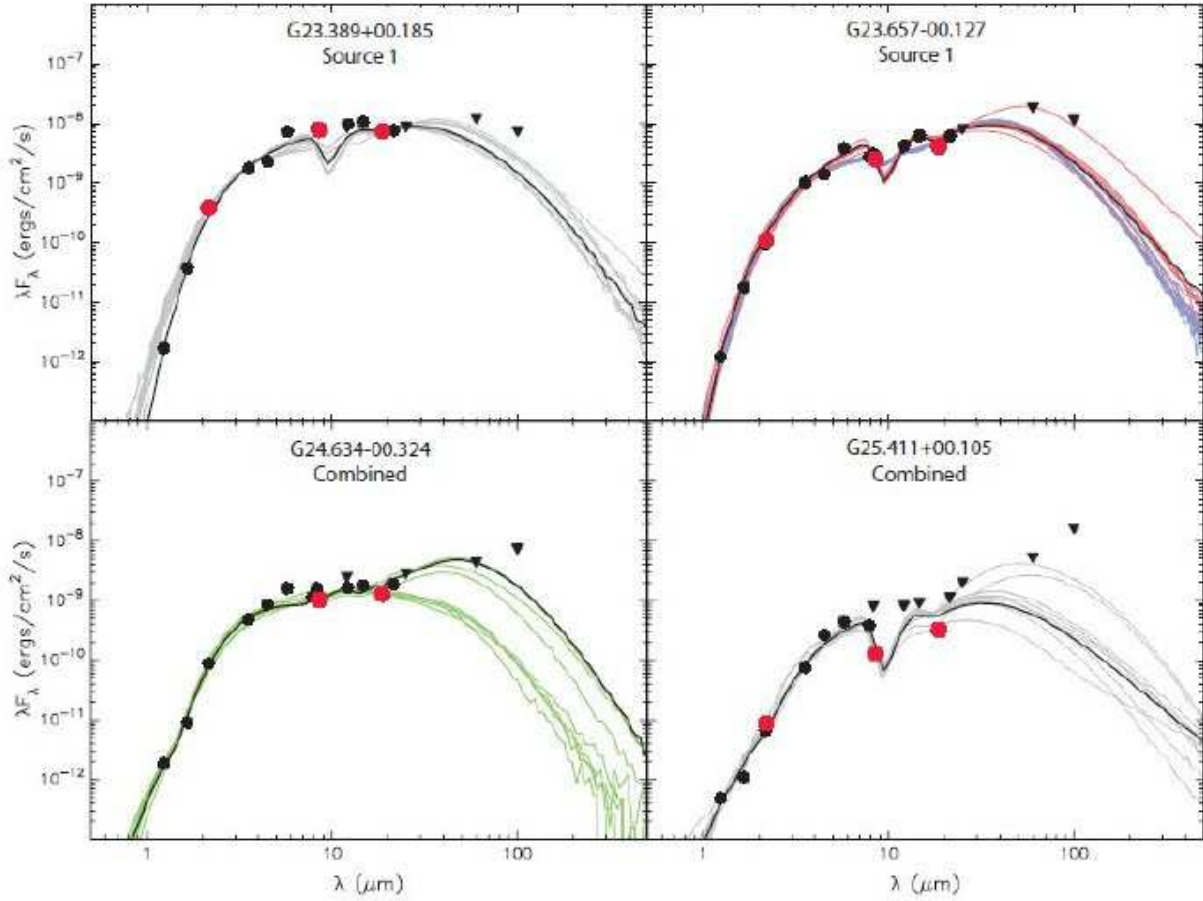 G23.389+00.185
Source 1
G23.657-00.127
Source 1
10⁻⁷
10⁻⁸
10⁻⁹
10⁻¹⁰
10⁻¹¹
10⁻¹²
λFλ (ergs/cm²/s)
G24.634-00.324
Combined
G25.411+00.105
Combined
10⁻⁷
10⁻⁸
10⁻⁹
10⁻¹⁰
10⁻¹¹
10⁻¹²
λFλ (ergs/cm²/s)
1 10 100 1 10 100
λ (μm) λ (μm)